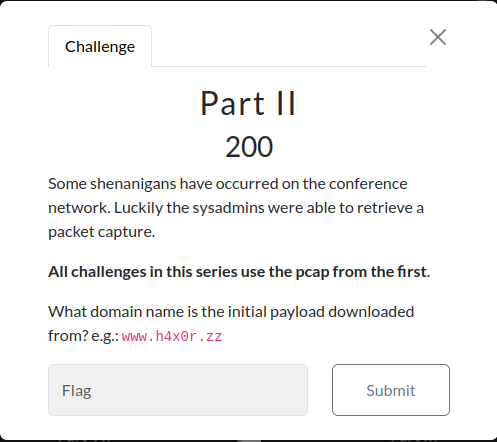 Challenge
Part II
200
Some shenanigans have occurred on the conference
network. Luckily the sysadmins were able to retrieve a
packet capture.
All challenges in this series use the pcap from the first.
What domain name is the initial payload downloaded
from? e.g.: www.h4x0r.zz
Flag
Submit